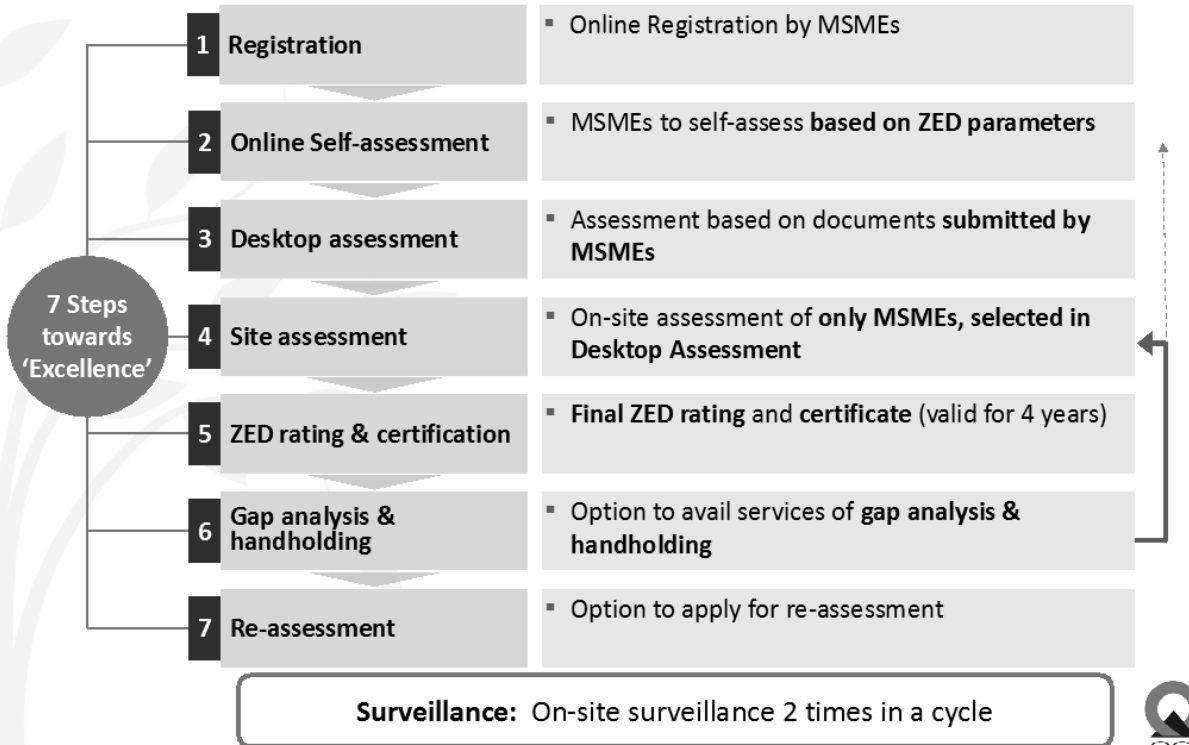 1 Registration
▪ Online Registration by MSMEs
2 Online Self-assessment
▪ MSMEs to self-assess based on ZED parameters
3 Desktop assessment
▪ Assessment based on documents submitted by
MSMEs
7 Steps
towards
‘Excellence’
4 Site assessment
▪ On-site assessment of only MSMEs, selected in
Desktop Assessment
5 ZED rating & certification
▪ Final ZED rating and certificate (valid for 4 years)
6 Gap analysis &
handholding
▪ Option to avail services of gap analysis &
handholding
7 Re-assessment
▪ Option to apply for re-assessment
Surveillance: On-site surveillance 2 times in a cycle